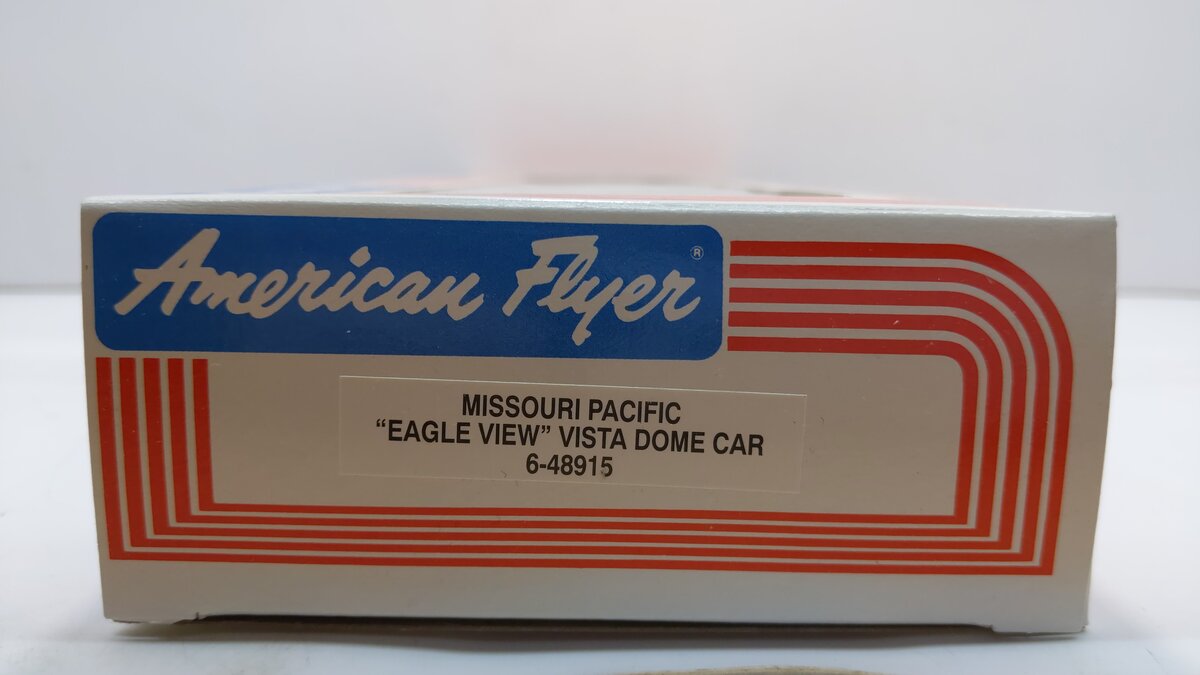 American Flyer®
MISSOURI PACIFIC
“EAGLE VIEW” VISTA DOME CAR
6-48915